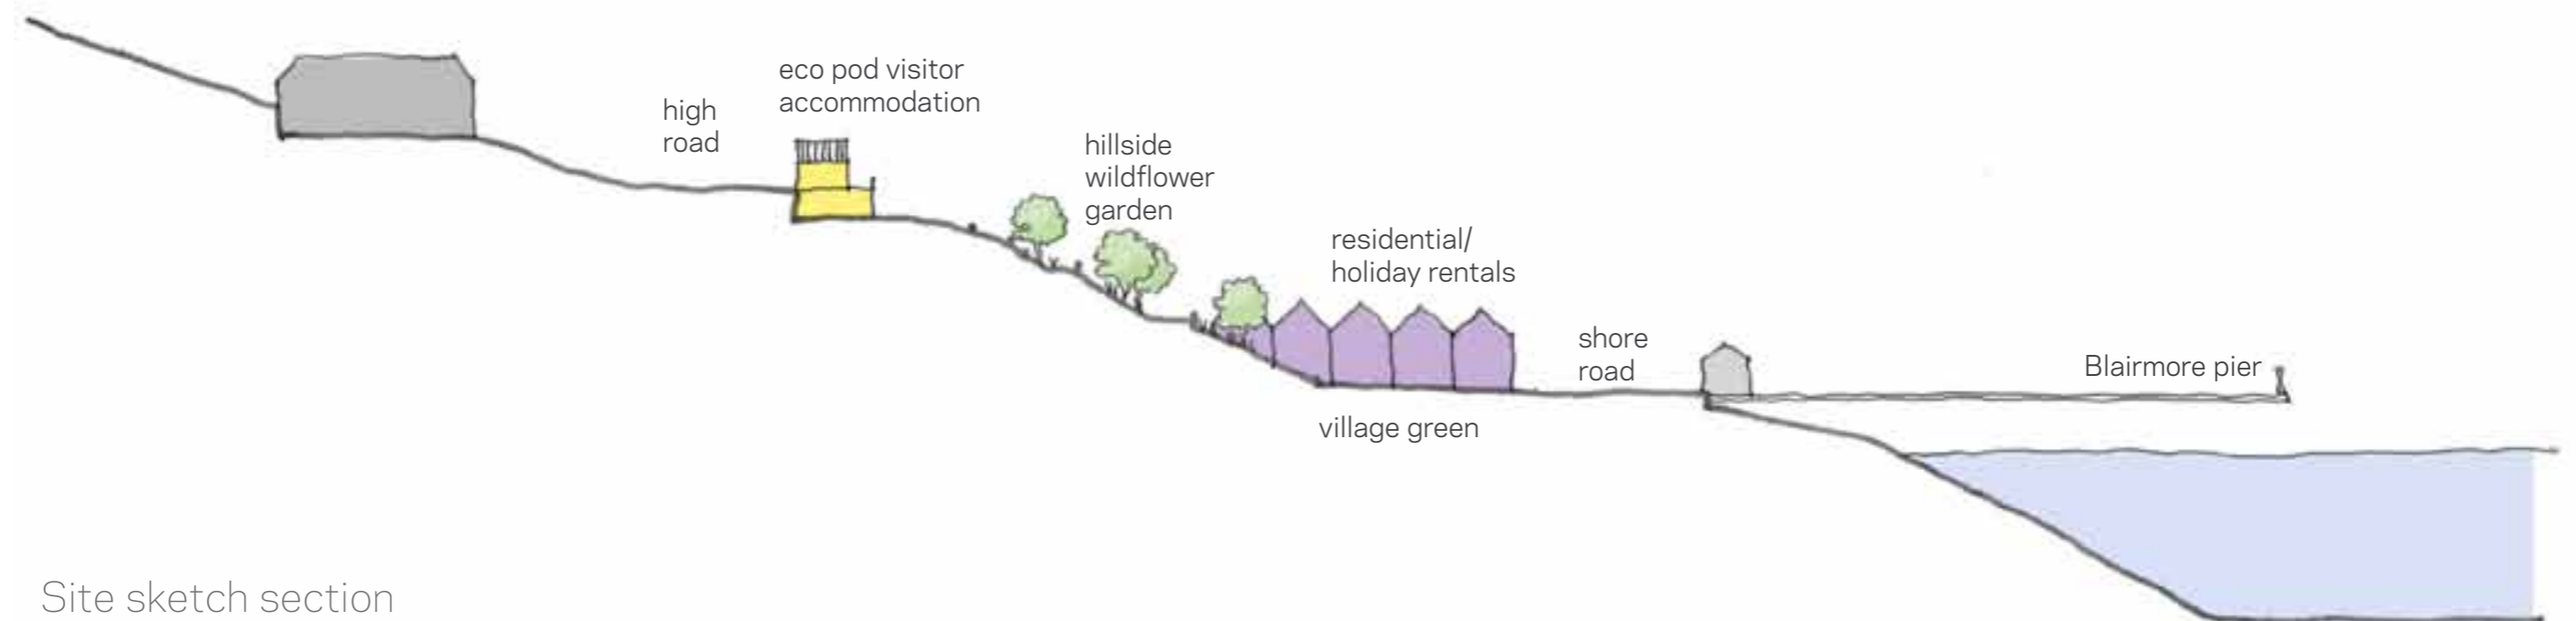 eco pod visitor
accommodation
high
road
hillside
wildflower
garden
residential/
holiday rentals
shore
road
Blairmore pier
village green
Site sketch section